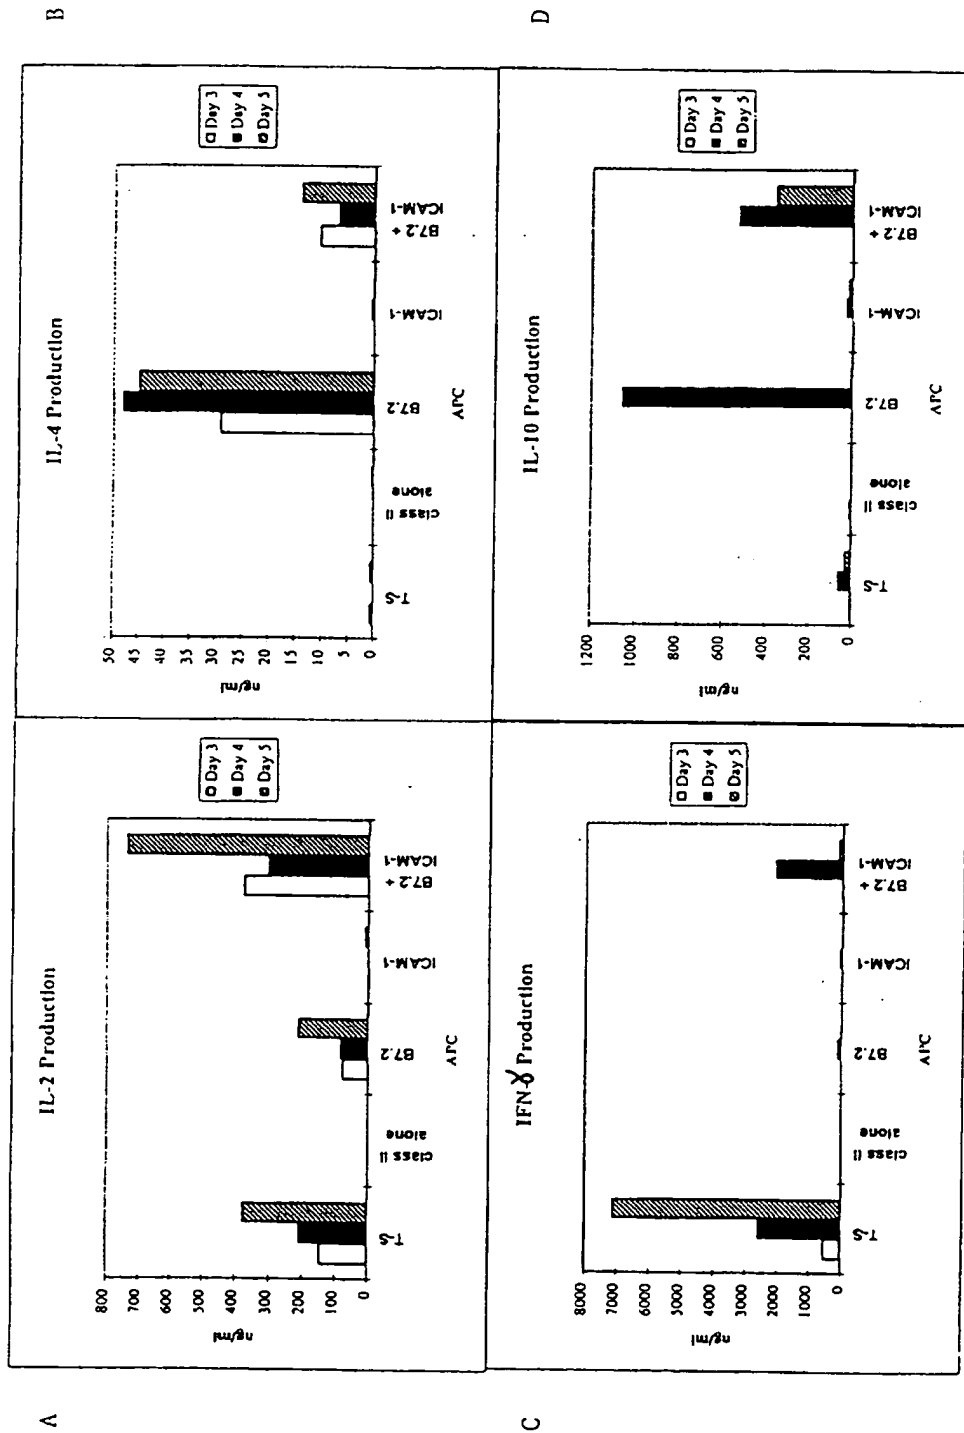 A
IL-2 Production
800
700
600
500
400
300
200
100
0
ng/ml
T-S
class II
alone
B7.2
ICAM-1
B7.2 +
ICAM-1
APC
Day 3
Day 4
Day 5
B
IL-4 Production
50
45
40
35
30
25
20
15
10
5
0
ng/ml
T-S
class II
alone
B7.2
ICAM-1
B7.2 +
ICAM-1
APC
Day 3
Day 4
Day 5
C
IFN-γ Production
8000
7000
6000
5000
4000
3000
2000
1000
0
ng/ml
T-S
class II
alone
B7.2
ICAM-1
B7.2 +
ICAM-1
APC
Day 3
Day 4
Day 5
D
IL-10 Production
1200
1000
800
600
400
200
0
ng/ml
T-S
class II
alone
B7.2
ICAM-1
B7.2 +
ICAM-1
APC
Day 3
Day 4
Day 5